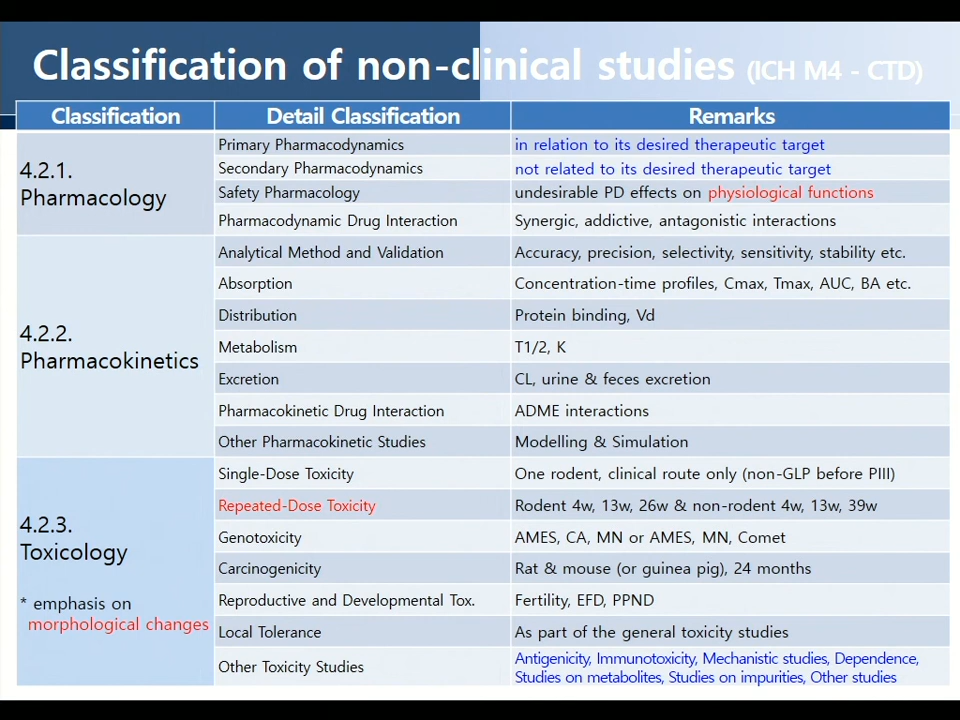 Classification of non-clinical studies (ICH M4 - CTD)
Classification Detail Classification Remarks
4.2.1.
Pharmacology
Primary Pharmacodynamics in relation to its desired therapeutic target
Secondary Pharmacodynamics not related to its desired therapeutic target
Safety Pharmacology undesirable PD effects on physiological functions
Pharmacodynamic Drug Interaction Synergic, addictive, antagonistic interactions
4.2.2.
Pharmacokinetics
Analytical Method and Validation Accuracy, precision, selectivity, sensitivity, stability etc.
Absorption Concentration-time profiles, Cmax, Tmax, AUC, BA etc.
Distribution Protein binding, Vd
Metabolism T1/2, K
Excretion CL, urine & feces excretion
Pharmacokinetic Drug Interaction ADME interactions
Other Pharmacokinetic Studies Modelling & Simulation
4.2.3.
Toxicology
* emphasis on
morphological changes
Single-Dose Toxicity One rodent, clinical route only (non-GLP before PIII)
Repeated-Dose Toxicity Rodent 4w, 13w, 26w & non-rodent 4w, 13w, 39w
Genotoxicity AMES, CA, MN or AMES, MN, Comet
Carcinogenicity Rat & mouse (or guinea pig), 24 months
Reproductive and Developmental Tox. Fertility, EFD, PPND
Local Tolerance As part of the general toxicity studies
Other Toxicity Studies Antigenicity, Immunotoxicity, Mechanistic studies, Dependence,
Studies on metabolites, Studies on impurities, Other studies